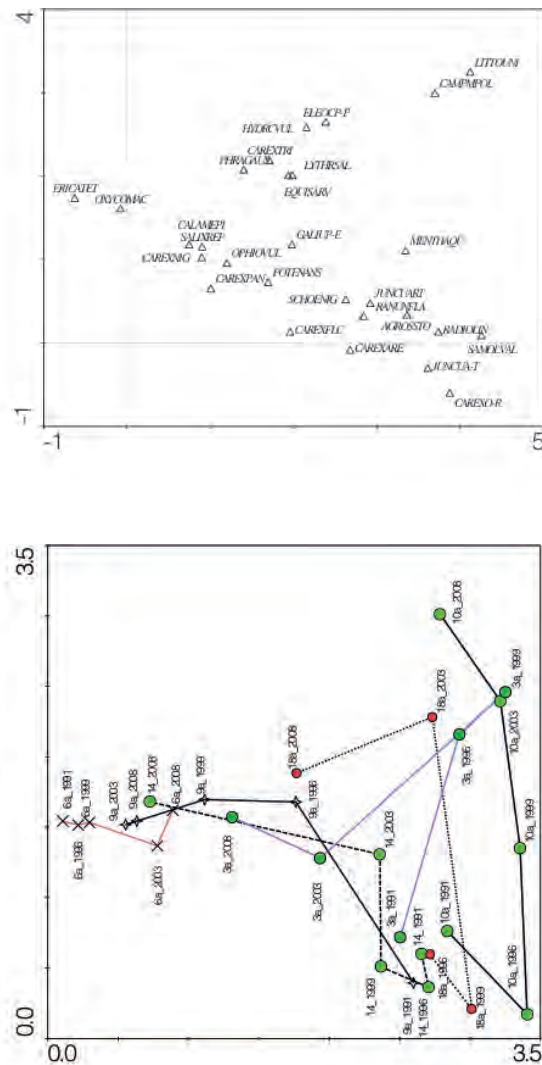 4
LITTOUNI
CAMPMPOL
ELEOCP-P
HYDRCVUL
CAREXTRI
PHRAGAUS
LYTHRSAL
EQUISARV
ERICATET
OXYCOMAC
CALAMEPI
SALIXREP
GALIUP-E
MENTHAQU
CAREXNIG
OPHIOVUL
POTENANS
CAREXPAN
SCHOENIG
JUNCUART
RANUNFLA
AGROSSTO
RADIOLIN
CAREXFLC
SAMOLVAL
CAREXARE
JUNCUA-T
CAREXO-R
-1
-1
5
3.5
10a_2008
3a_1999
18a_2003
10a_2003
18a_2008
3a_1995
6a_1991
6a_1999
6a_1996
9a_2003
9a_2008
14_2008
6a_2008
9a_1999
9a_1996
3a_2008
6a_2003
3a_2003
14_2003
10a_1999
3a_1991
14_1991
10a_1991
14_1999
9a_1991
14_1996
18a_1996
18a_1999
10a_1996
0.0
0.0
3.5